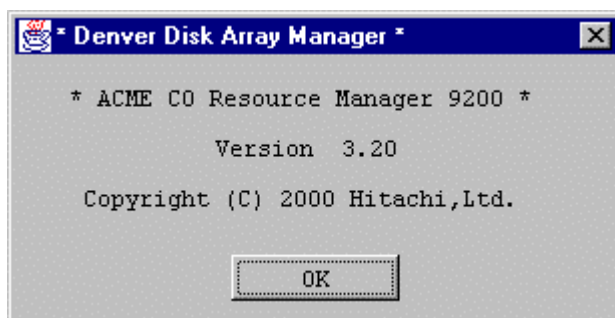 * Denver Disk Array Manager *
* ACME CO Resource Manager 9200 *
Version 3.20
Copyright (C) 2000 Hitachi,Ltd.
OK